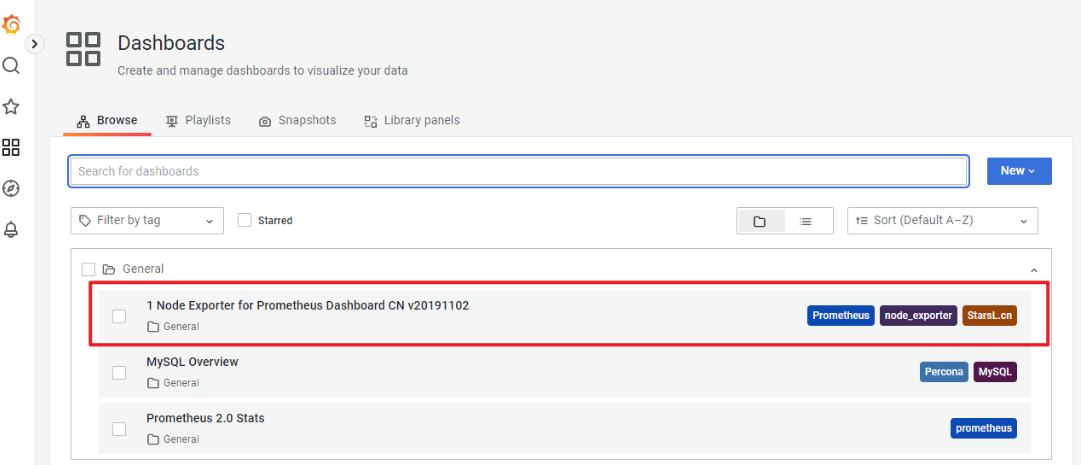 Dashboards
Create and manage dashboards to visualize your data
Browse Playlists Snapshots Library panels
Search for dashboards New
Filter by tag Starred Sort (Default A–Z)
General
1 Node Exporter for Prometheus Dashboard CN v20191102 Prometheus node_exporter StarsL.cn
General
MySQL Overview Percona MySQL
General
Prometheus 2.0 Stats prometheus
General